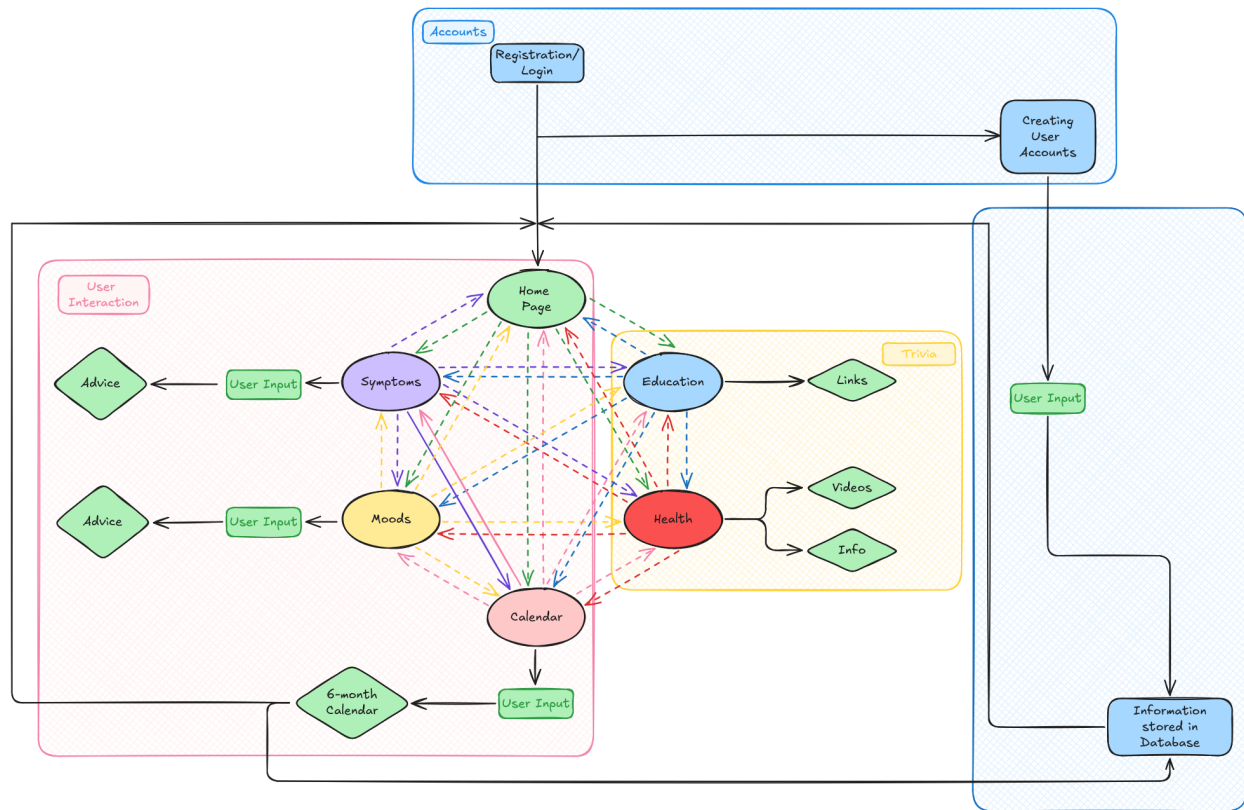 Accounts
Registration/
Login
Creating
User
Accounts
User
Interaction
Home
Page
Trivia
Advice
User Input
Symptoms
Education
Links
User Input
Videos
Advice
User Input
Moods
Health
Info
Calendar
6-month
Calendar
User Input
Information
stored in
Database